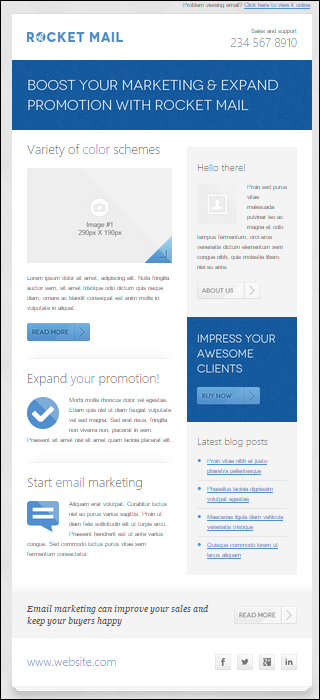 Problem viewing email? Click here to view it online.
ROCKET MAIL
Sales and support
234 567 8910
BOOST YOUR MARKETING & EXPAND
PROMOTION WITH ROCKET MAIL
Variety of color schemes
Image #1
290px X 190px
Lorem ipsum dolor sit amet, adipiscing elit. Nulla fringilla
auctor sem, sit amet tristique odio dictum quis neque
diam, ornare ac blandit consequat est enim mollis in
vulputate in aliquet.
READ MORE
Expand your promotion!
Morbi mollis rhoncus dolor vel egestas.
Etiam quis nisl ut diam feugiat vulputate
vel sed magna. Sed erat risus, fringilla
non viverra non, placerat in sem.
Praesent sit amet nisi sit amet quam lacinia placerat elit.
Start email marketing
Aliquam erat volutpat. Curabitur luctus
nisl eu purus varius sagittis. Proin ut
diam felis sollicitudin elit ut turpis arcu.
Praesent hendrerit est ut ante varius
congue. Sed commodo luctus purus vitae sem
fermentum consectetur.
Hello there!
Proin sed purus
vitae
malesuada
pulvinar leo ac
magna at odio
tempus fermentum, orci eros
venenatis dictum elementum sem
congue nibh, quis molestie libero
nisi eu ante.
ABOUT US
IMPRESS YOUR
AWESOME
CLIENTS
BUY NOW
Latest blog posts
Proin vitae nibh et justo
pharetra pellentesque
Phasellus lacinia dignissim
volutpat egestas
Maecenas ligula diam vehicula
venenatis tristique
Quisque commodo lorem ut
lacus aliquam
Email marketing can improve your sales and
keep your buyers happy
READ MORE
www.website.com